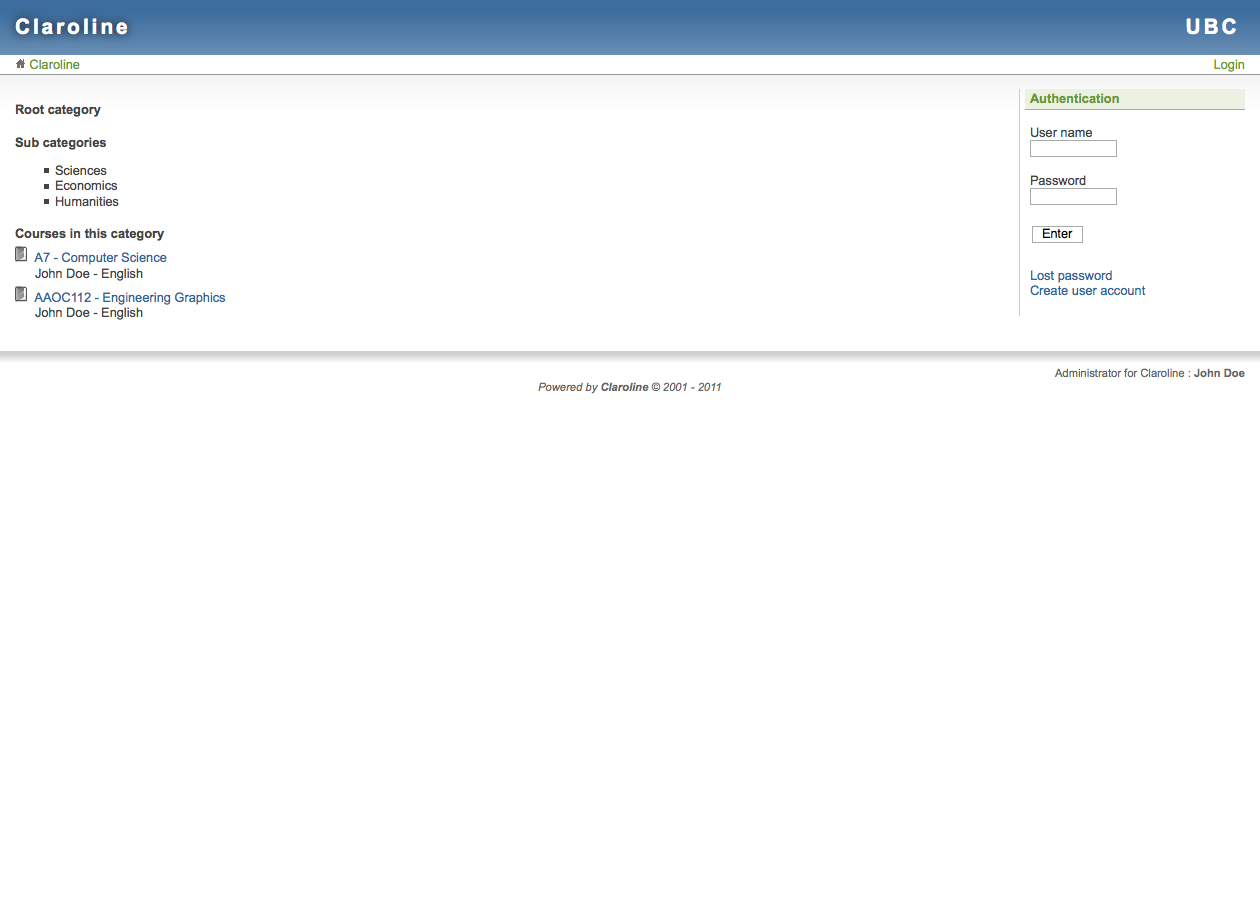 Claroline
UBC
Claroline
Login
Root category
Sub categories
Sciences
Economics
Humanities
Courses in this category
A7 - Computer Science
John Doe - English
AAOC112 - Engineering Graphics
John Doe - English
Authentication
User name
Password
Enter
Lost password
Create user account
Administrator for Claroline : John Doe
Powered by Claroline © 2001 - 2011